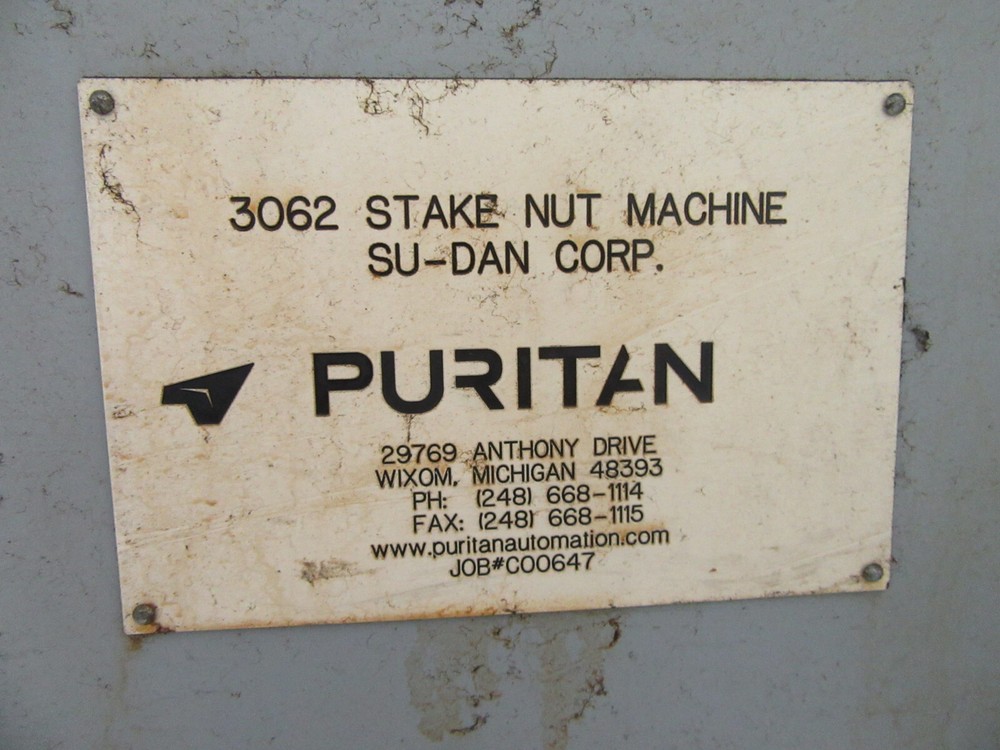 3062 STAKE NUT MACHINE
SU-DAN CORP.
PURITAN
29769 ANTHONY DRIVE
WIXOM, MICHIGAN 48393
PH: (248) 668-1114
FAX: (248) 668-1115
www.puritanautomation.com
JOB#C00647